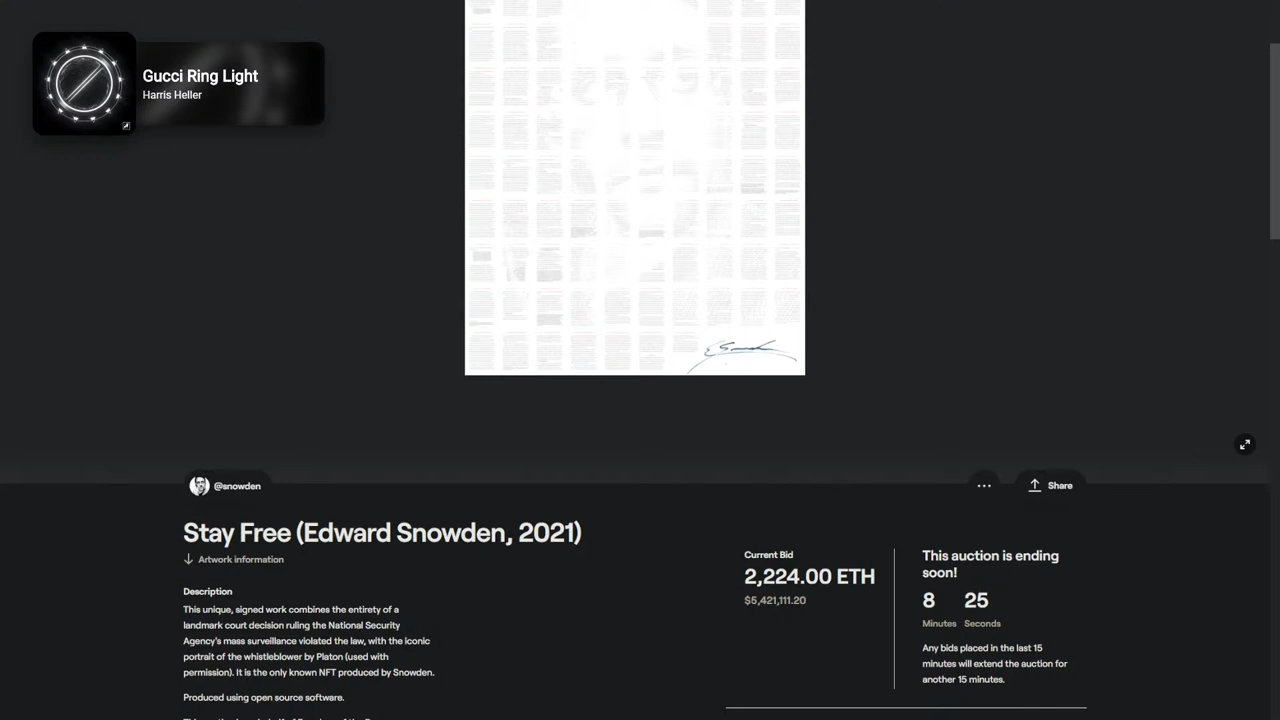 Gucci Ring Light
Harris Heller
@snowden
Share
Stay Free (Edward Snowden, 2021)
Artwork information
Description
This unique, signed work combines the entirety of a
landmark court decision ruling the National Security
Agency's mass surveillance violated the law, with the iconic
portrait of the whistleblower by Platon (used with
permission). It is the only known NFT produced by Snowden.
Produced using open source software.
Current Bid
2,224.00 ETH
$5,421,111.20
This auction is ending
soon!
8 25
Minutes Seconds
Any bids placed in the last 15
minutes will extend the auction for
another 15 minutes.